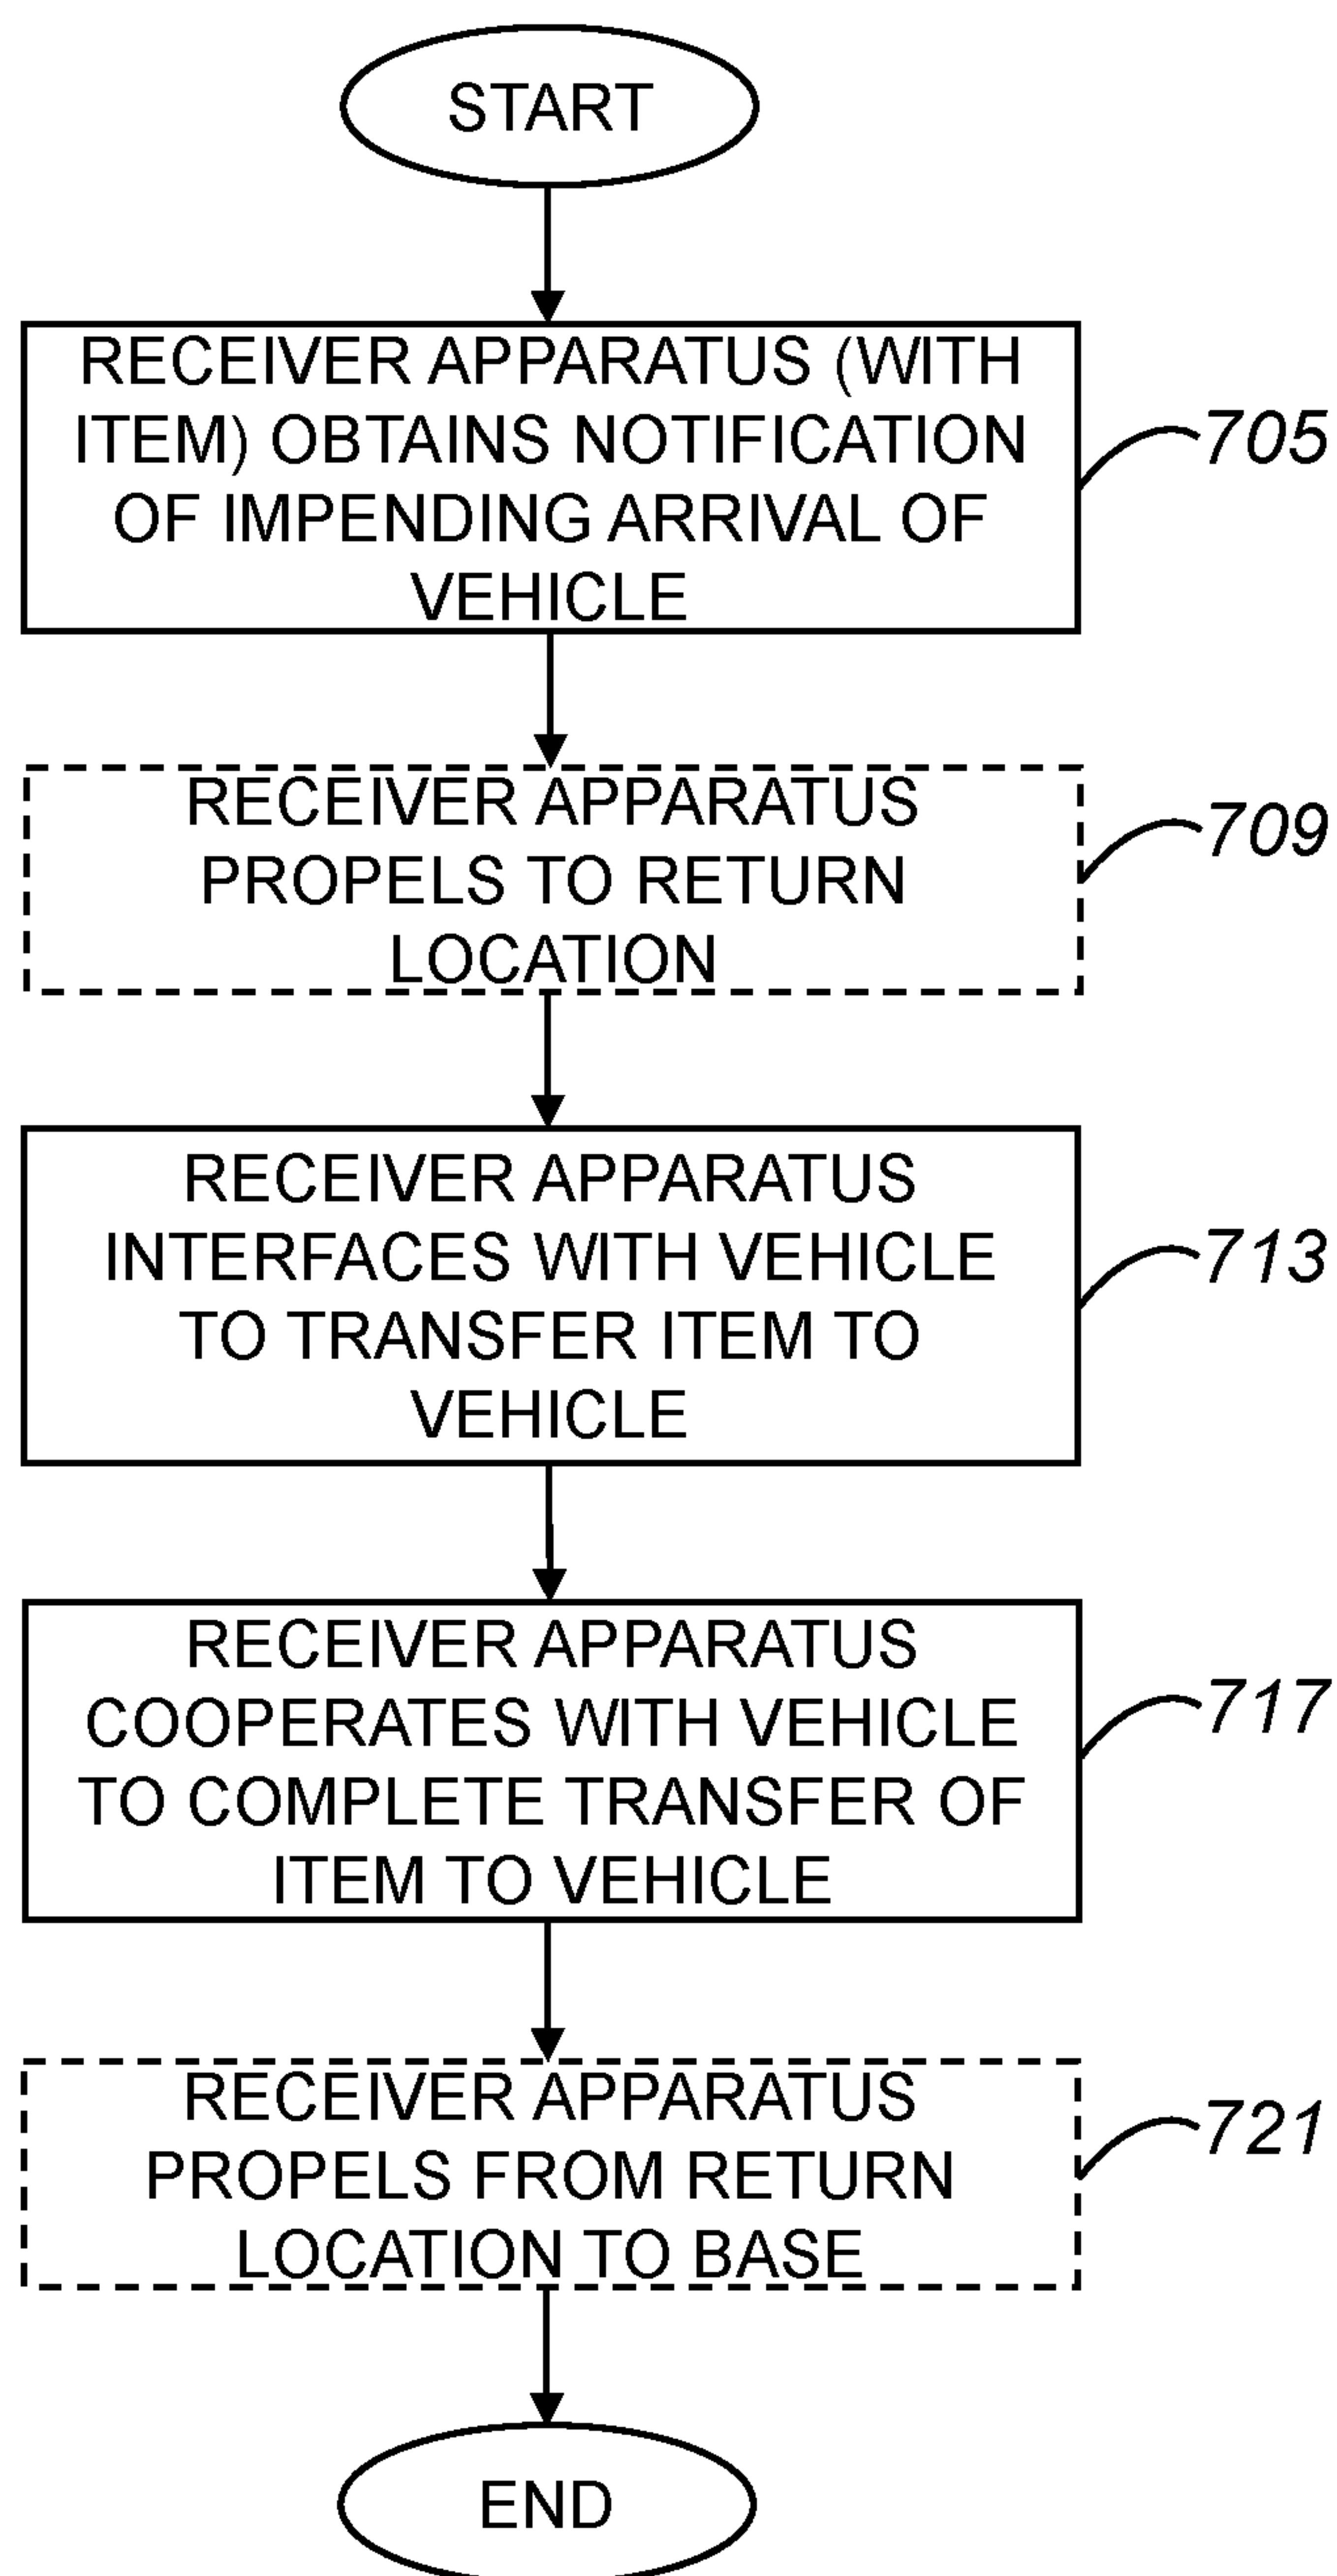 START
RECEIVER APPARATUS (WITH
ITEM) OBTAINS NOTIFICATION
OF IMPENDING ARRIVAL OF
VEHICLE
705
RECEIVER APPARATUS
PROPELS TO RETURN
LOCATION
709
RECEIVER APPARATUS
INTERFACES WITH VEHICLE
TO TRANSFER ITEM TO
VEHICLE
713
RECEIVER APPARATUS
COOPERATES WITH VEHICLE
TO COMPLETE TRANSFER OF
ITEM TO VEHICLE
717
RECEIVER APPARATUS
PROPELS FROM RETURN
LOCATION TO BASE
721
END